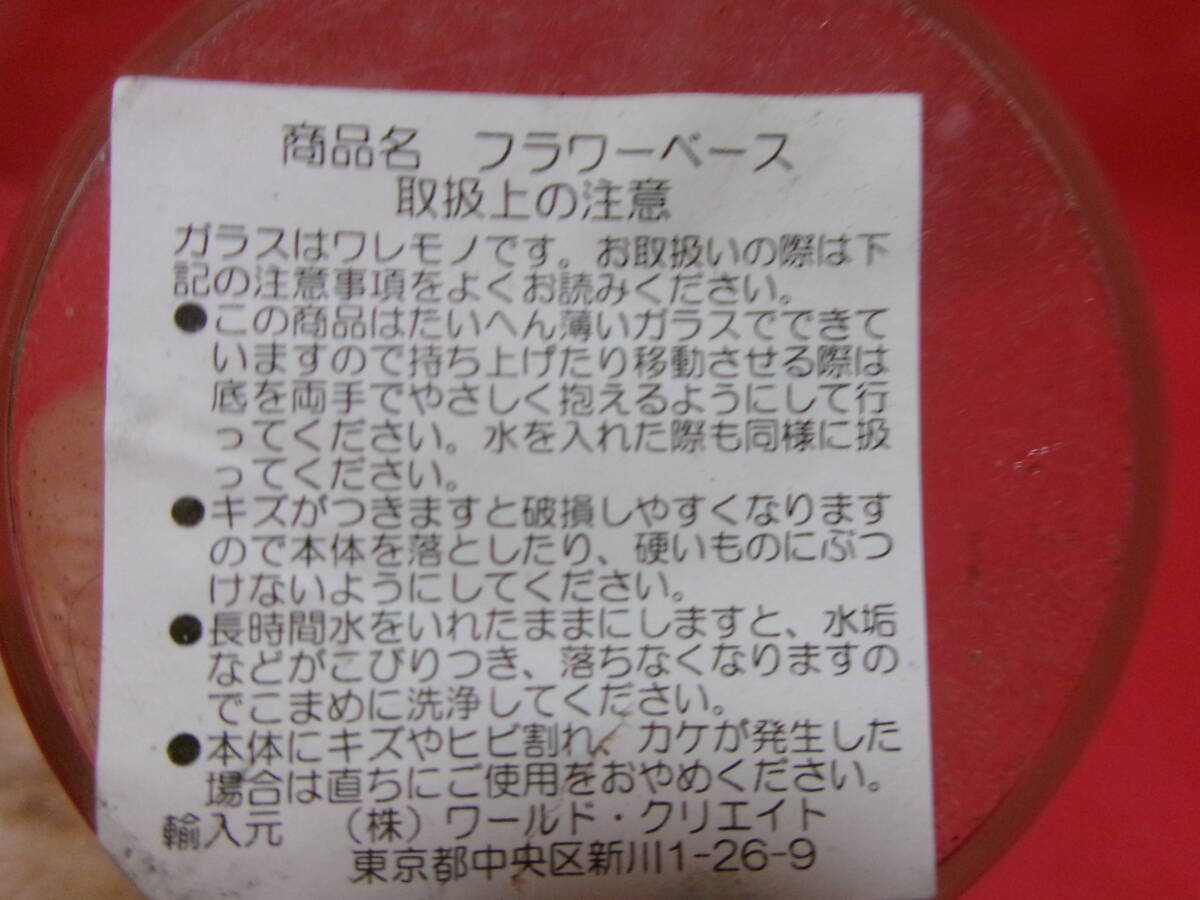 商品名 フラワーベース
取扱上の注意
ガラスはワレモノです。お取扱いの際は下
記の注意事項をよくお読みください。
●この商品はたいへん薄いガラスでできて
いますので持ち上げたり移動させる際は
底を両手でやさしく抱えるようにして行
ってください。水を入れた際も同様に扱
ってください。
●キズがつきますと破損しやすくなります
ので本体を落としたり、硬いものにぶつ
けないようにしてください。
●長時間水をいれたままにしますと、水垢
などがこびりつき、落ちなくなりますの
でこまめに洗浄してください。
●本体にキズやヒビ割れ、カケが発生した
場合は直ちにご使用をおやめください。
輸入元 (株)ワールド・クリエイト
東京都中央区新川1-26-9